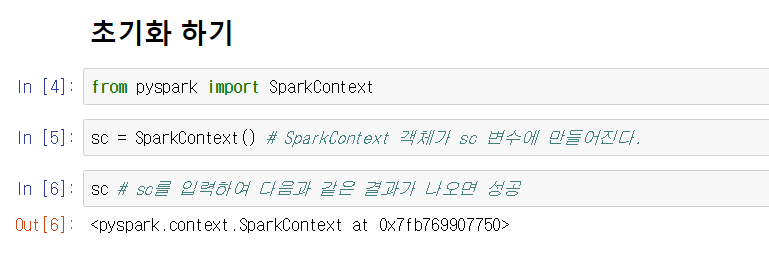 초기화 하기
In [4]: from pyspark import SparkContext
In [5]: sc = SparkContext() # SparkContext 객체가 sc 변수에 만들어진다.
In [6]: sc # sc를 입력하여 다음과 같은 결과가 나오면 성공
Out[6]: <pyspark.context.SparkContext at 0x7fb769907750>